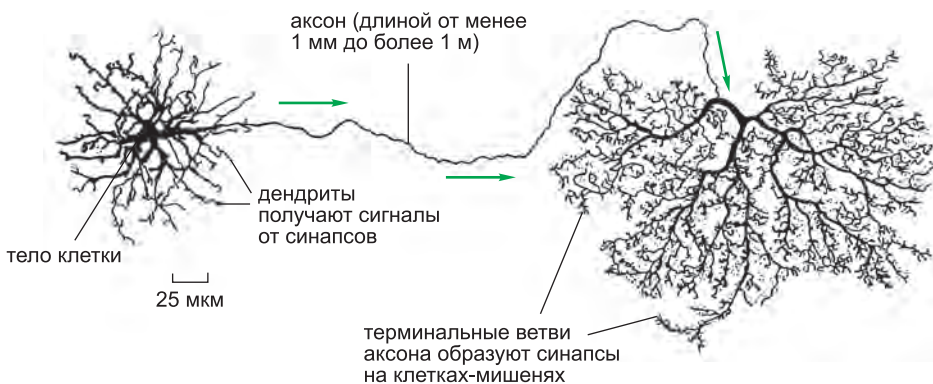 аксон (длиной от менее
1 мм до более 1 м)
дендриты
получают сигналы
от синапсов
тело клетки
25 мкм
терминальные ветви
аксона образуют синапсы
на клетках-мишенях